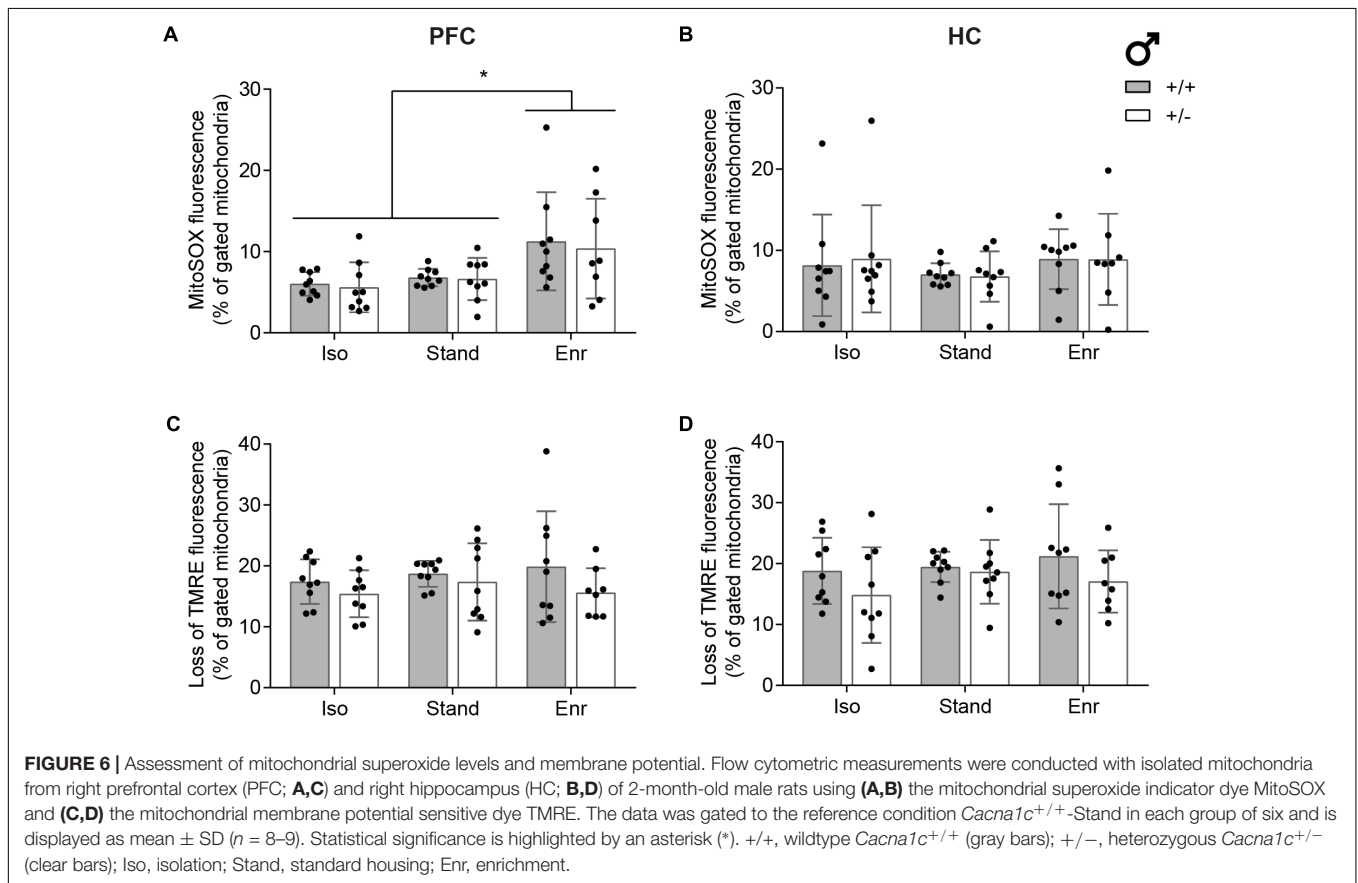 A
PFC
B
HC
♂
+/+
+/-
*
MitoSOX fluorescence
(% of gated mitochondria)
30
20
10
0
Iso
Stand
Enr
MitoSOX fluorescence
(% of gated mitochondria)
30
20
10
0
Iso
Stand
Enr
C
Loss of TMRE fluorescence
(% of gated mitochondria)
40
30
20
10
0
Iso
Stand
Enr
D
Loss of TMRE fluorescence
(% of gated mitochondria)
40
30
20
10
0
Iso
Stand
Enr
FIGURE 6 | Assessment of mitochondrial superoxide levels and membrane potential. Flow cytometric measurements were conducted with isolated mitochondria
from right prefrontal cortex (PFC; A,C) and right hippocampus (HC; B,D) of 2-month-old male rats using (A,B) the mitochondrial superoxide indicator dye MitoSOX
and (C,D) the mitochondrial membrane potential sensitive dye TMRE. The data was gated to the reference condition Cacna1c+/+-Stand in each group of six and is
displayed as mean ± SD (n = 8–9). Statistical significance is highlighted by an asterisk (*). +/+, wildtype Cacna1c+/+ (gray bars); +/−, heterozygous Cacna1c+/−
(clear bars); Iso, isolation; Stand, standard housing; Enr, enrichment.